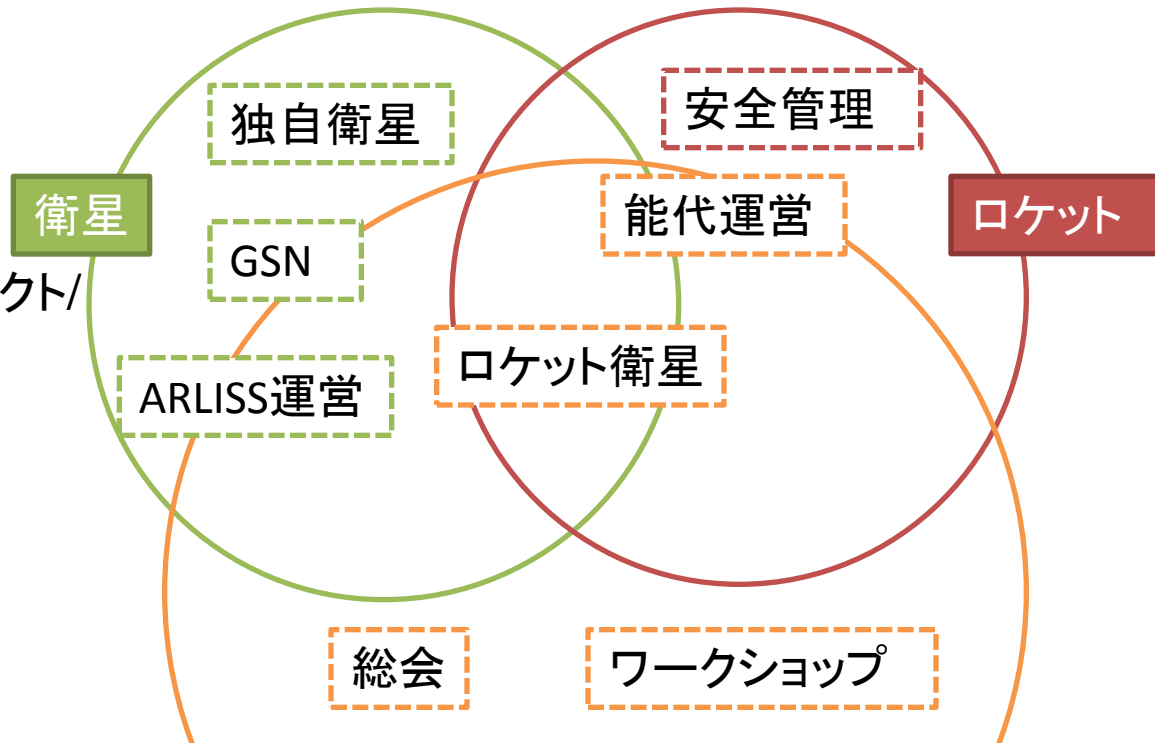 独自衛星
安全管理
衛星
能代運営
ロケット
GSN
クト/
ロケット衛星
ARLISS運営
総会
ワークショップ